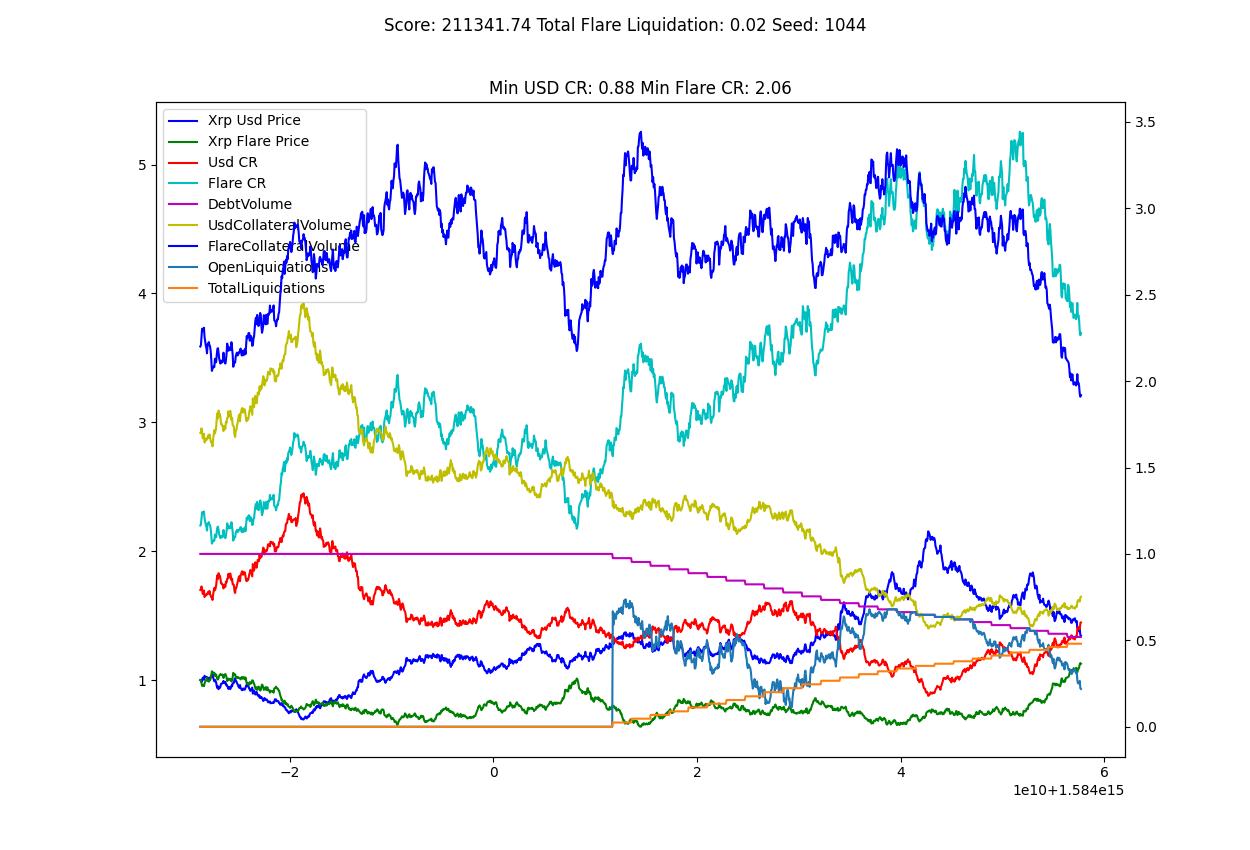 Score: 211341.74 Total Flare Liquidation: 0.02 Seed: 1044
Min USD CR: 0.88 Min Flare CR: 2.06
Xrp Usd Price
Xrp Flare Price
Usd CR
Flare CR
DebtVolume
UsdCollateralVolume
FlareCollateralVolume
OpenLiquidations
TotalLiquidations
5
4
3
2
1
3.5
3.0
2.5
2.0
1.5
1.0
0.5
0.0
−2
0
2
4
6
1e10+1.584e15